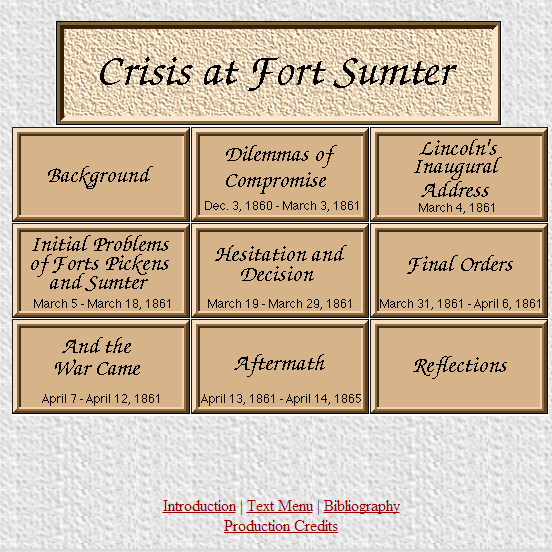 Crisis at Fort Sumter
Background
Dilemmas of
Compromise
Dec. 3, 1860 - March 3, 1861
Lincoln's
Inaugural
Address
March 4, 1861
Initial Problems
of Forts Pickens
and Sumter
March 5 - March 18, 1861
Hesitation and
Decision
March 19 - March 29, 1861
Final Orders
March 31, 1861 - April 6, 1861
And the
War Came
April 7 - April 12, 1861
Aftermath
April 13, 1861 - April 14, 1865
Reflections
Introduction | Text Menu | Bibliography
Production Credits